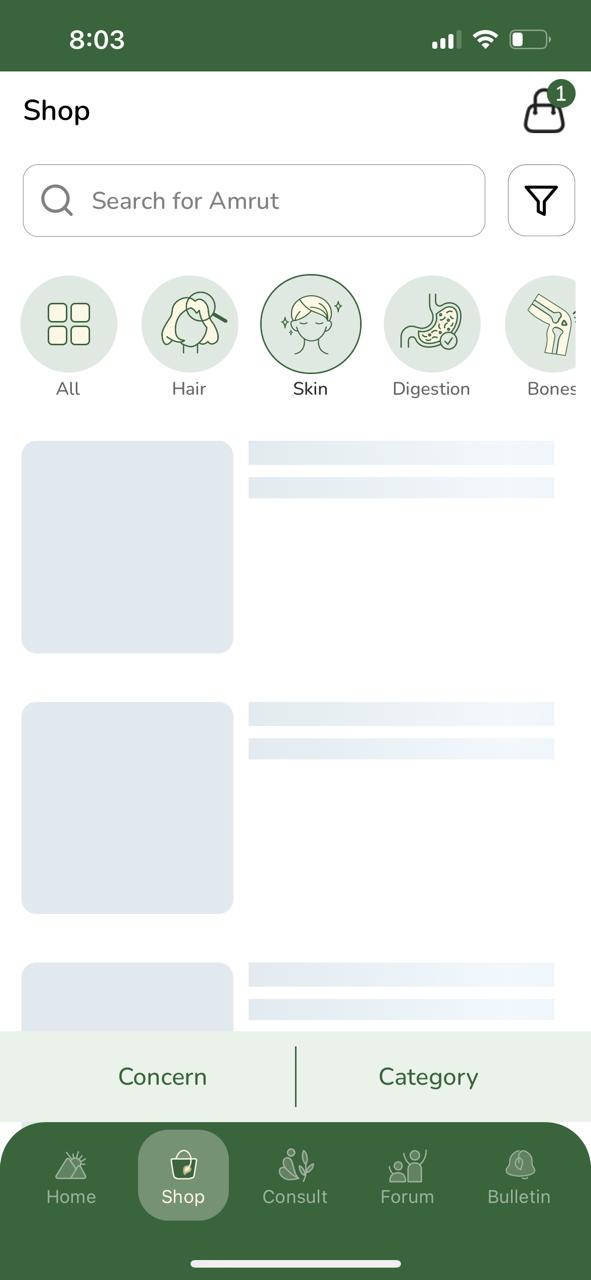 8:03
Shop
1
Search for Amrut
All
Hair
Skin
Digestion
Bones
Concern
Category
Home
Shop
Consult
Forum
Bulletin